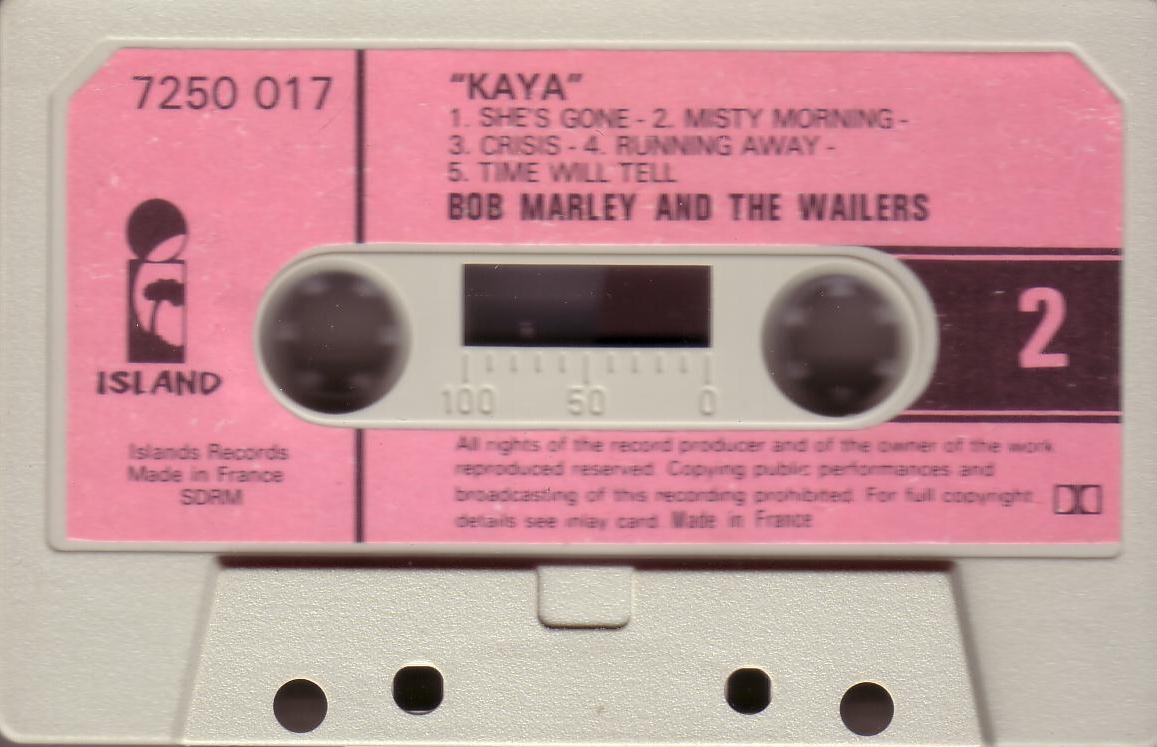 7250 017
"KAYA"
1. SHE'S GONE - 2. MISTY MORNING -
3. CRISIS - 4. RUNNING AWAY -
5. TIME WILL TELL
BOB MARLEY AND THE WAILERS
ISLAND
2
100 50 0
Islands Records
Made in France
SDRM
All rights of the record producer and of the owner of the work
reproduced reserved. Copying public performances and
broadcasting of this recording prohibited. For full copyright
details see inlay card. Made in France